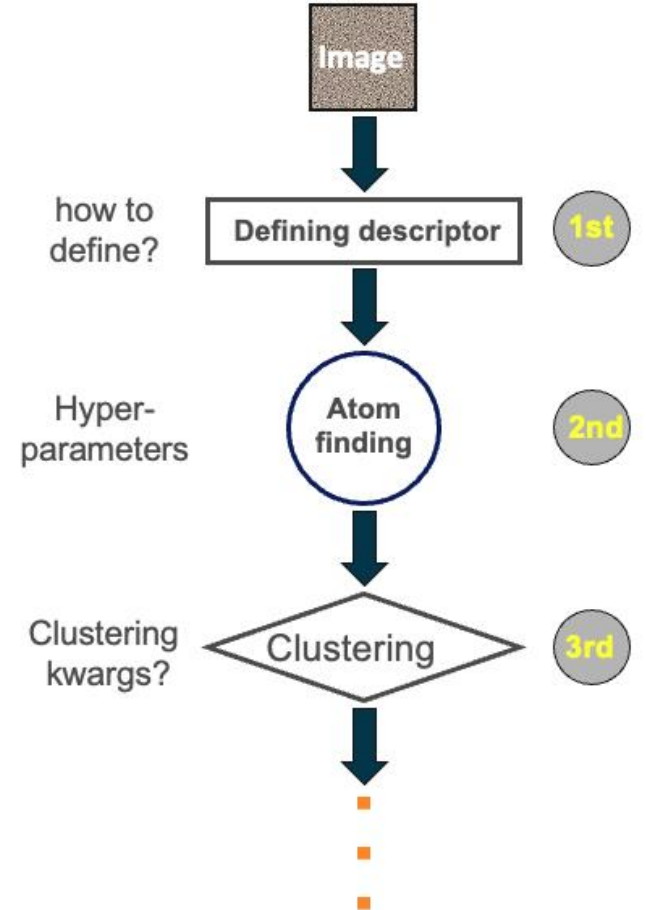 Image
how to
define?
Defining descriptor
1st
Hyper-
parameters
Atom
finding
2nd
Clustering
kwargs?
Clustering
3rd